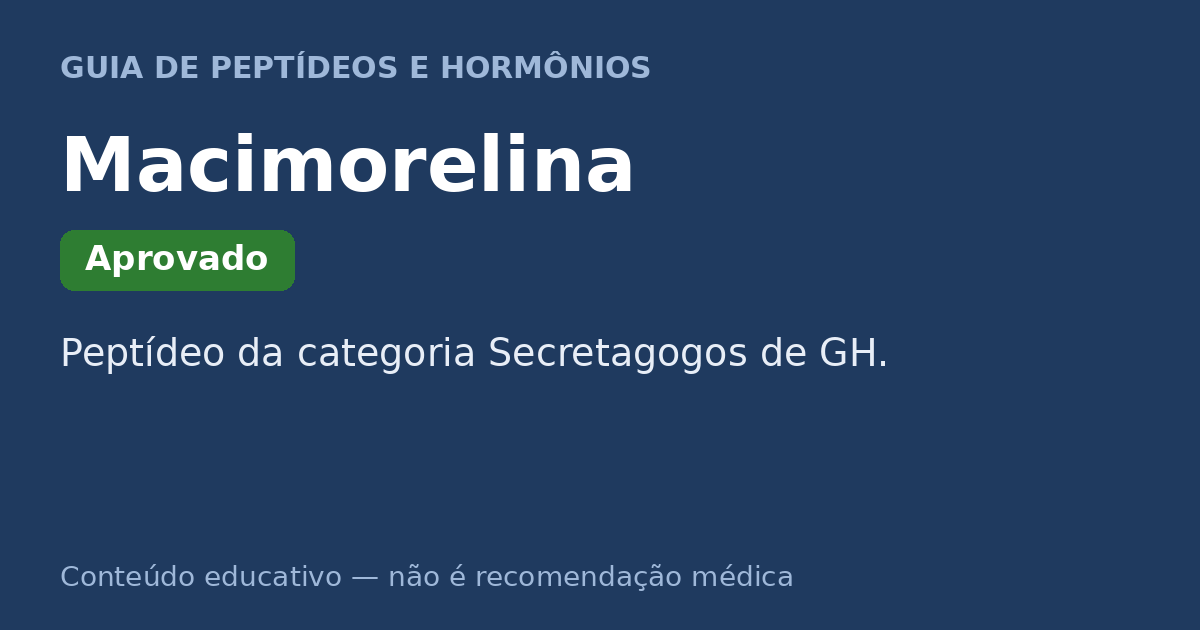 GUIA DE PEPTÍDEOS E HORMÔNIOS
Macimorelina
Aprovado
Peptídeo da categoria Secretagogos de GH.
Conteúdo educativo — não é recomendação médica